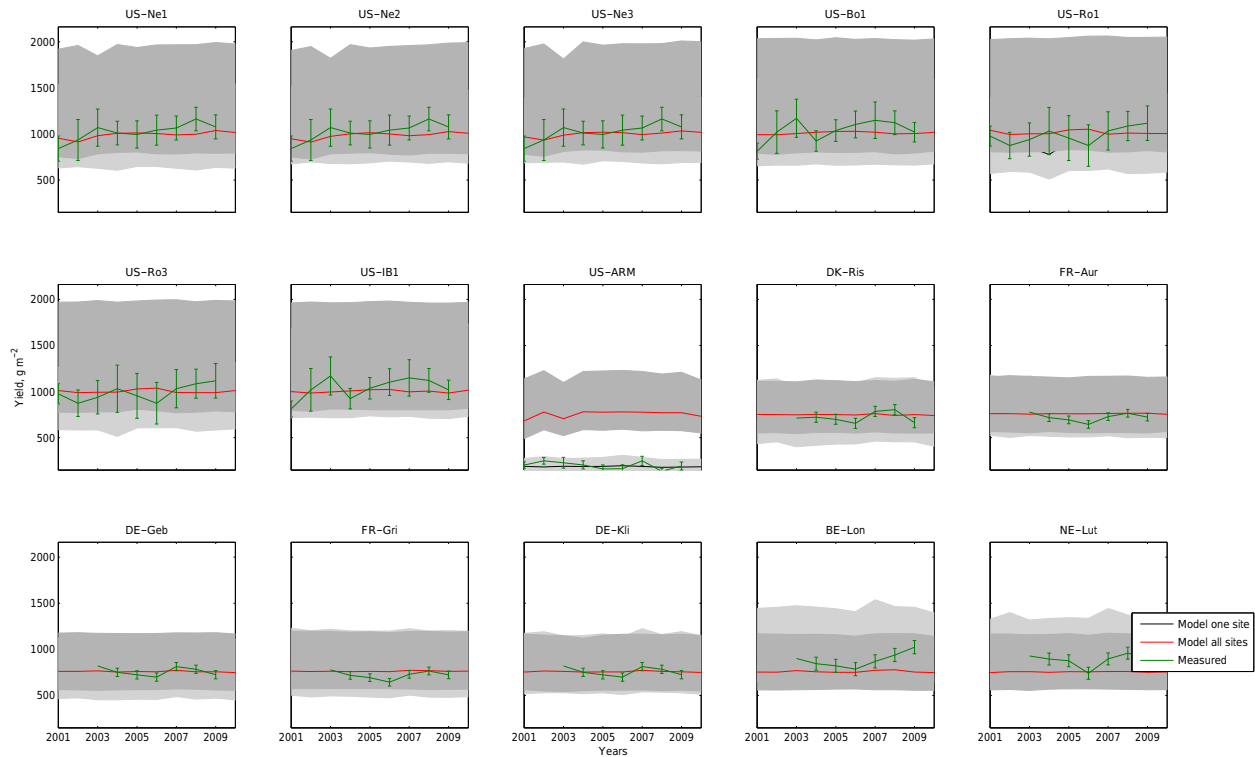 US−Ne1 US−Ne2 US−Ne3 US−Bo1 US−Ro1
2000
1500
1000
500
US−Ro3 US−IB1 US−ARM DK−Ris FR−Aur
2000
1500
1000
500
Yield, g m−2
DE−Geb FR−Gri DE−Kli BE−Lon NE−Lut
2000
1500
1000
500
Model one site
Model all sites
Measured
2001 2003 2005 2007 2009 2001 2003 2005 2007 2009 2001 2003 2005 2007 2009 2001 2003 2005 2007 2009 2001 2003 2005 2007 2009
Years